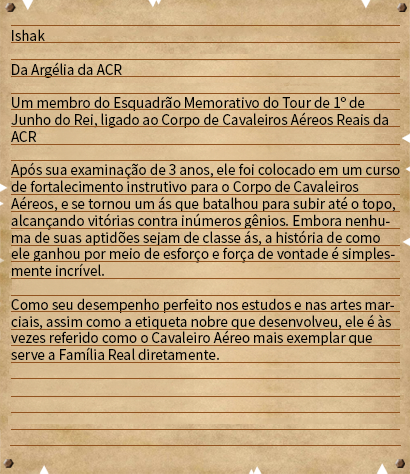 Ishak
Da Argélia da ACR
Um membro do Esquadrão Memorativo do Tour de 1º de
Junho do Rei, ligado ao Corpo de Cavaleiros Aéreos Reais da
ACR
Após sua examinação de 3 anos, ele foi colocado em um curso
de fortalecimento instrutivo para o Corpo de Cavaleiros
Aéreos, e se tornou um ás que batalhou para subir até o topo,
alcançando vitórias contra inúmeros gênios. Embora nenhu-
ma de suas aptidões sejam de classe ás, a história de como
ele ganhou por meio de esforço e força de vontade é simples-
mente incrível.
Como seu desempenho perfeito nos estudos e nas artes mar-
ciais, assim como a etiqueta nobre que desenvolveu, ele é às
vezes referido como o Cavaleiro Aéreo mais exemplar que
serve a Família Real diretamente.